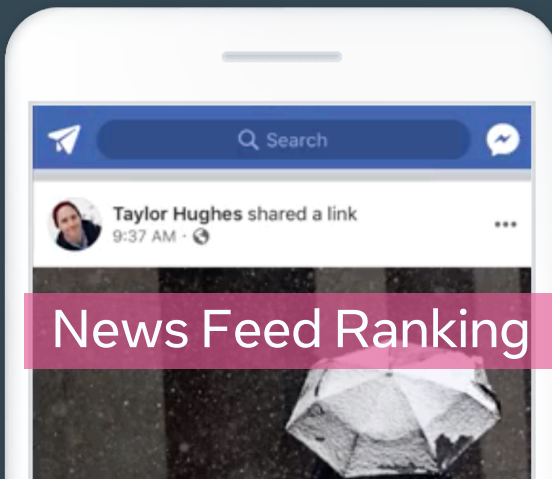 Search
Taylor Hughes shared a link
9:37 AM ·
News Feed Ranking